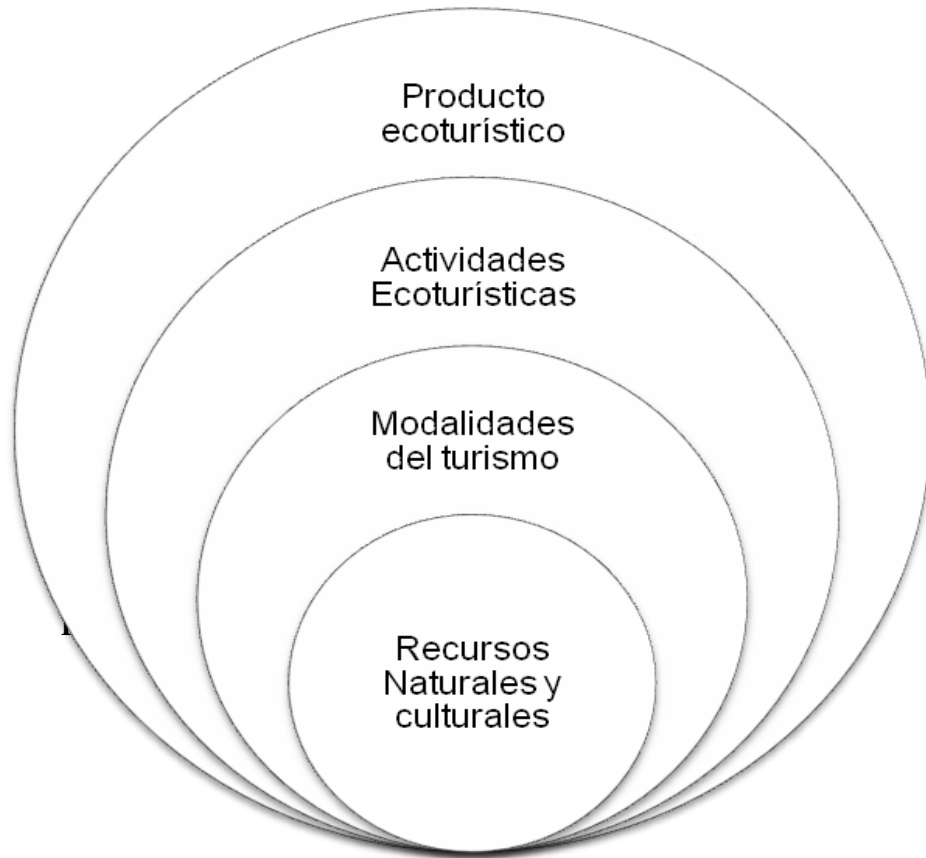 Producto
ecoturístico
Actividades
Ecoturísticas
Modalidades
del turismo
Recursos
Naturales y
culturales